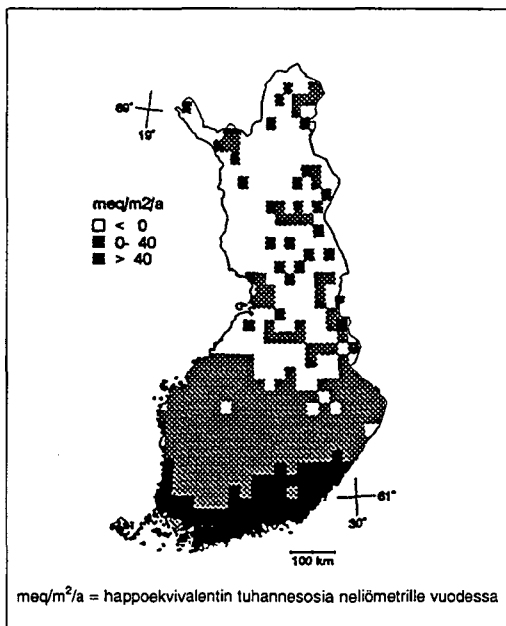 69°
19°
meq/m2/a
< 0
0- 40
> 40
61°
30°
100 km
meq/m²/a = happoekvivalentin tuhannesosia neliömetrille vuodessa